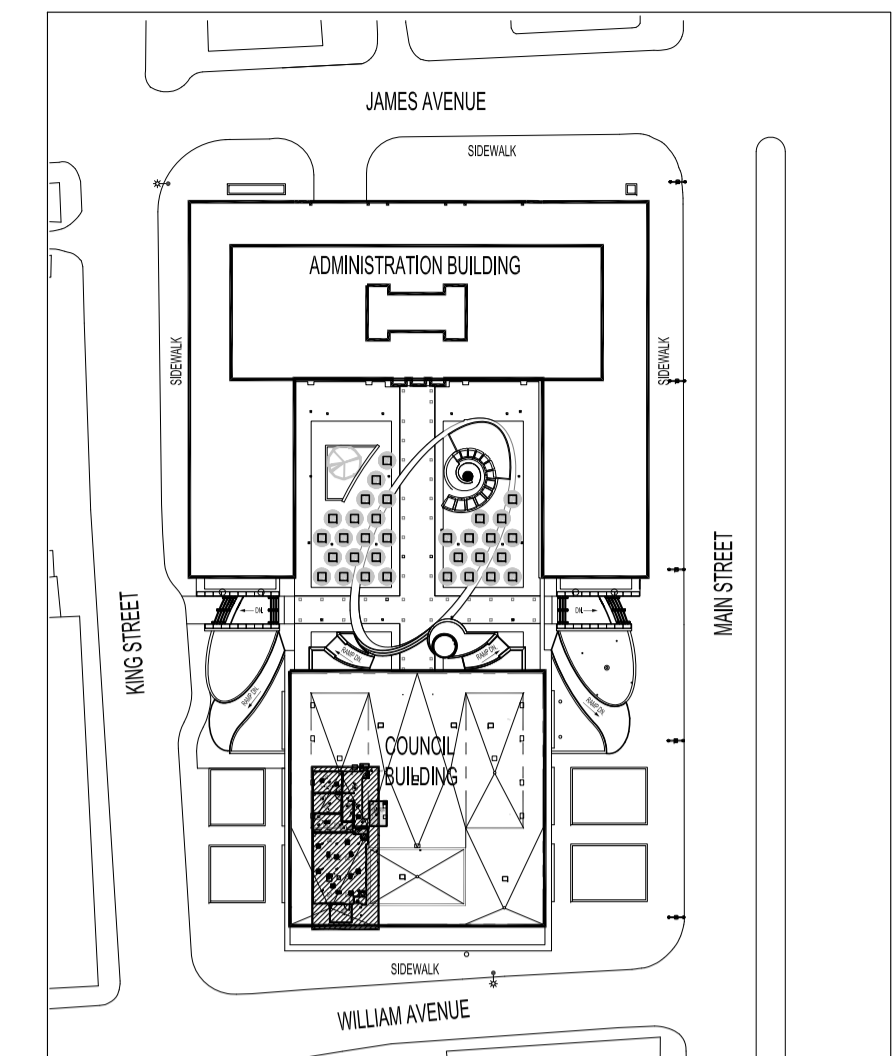 JAMES AVENUE
SIDEWALK
ADMINISTRATION BUILDING
SIDEWALK
SIDEWALK
MAIN STREET
KING STREET
DN.
DN.
RAMP DN.
RAMP DN.
RAMP DN.
RAMP DN.
COUNCIL
BUILDING
SIDEWALK
WILLIAM AVENUE